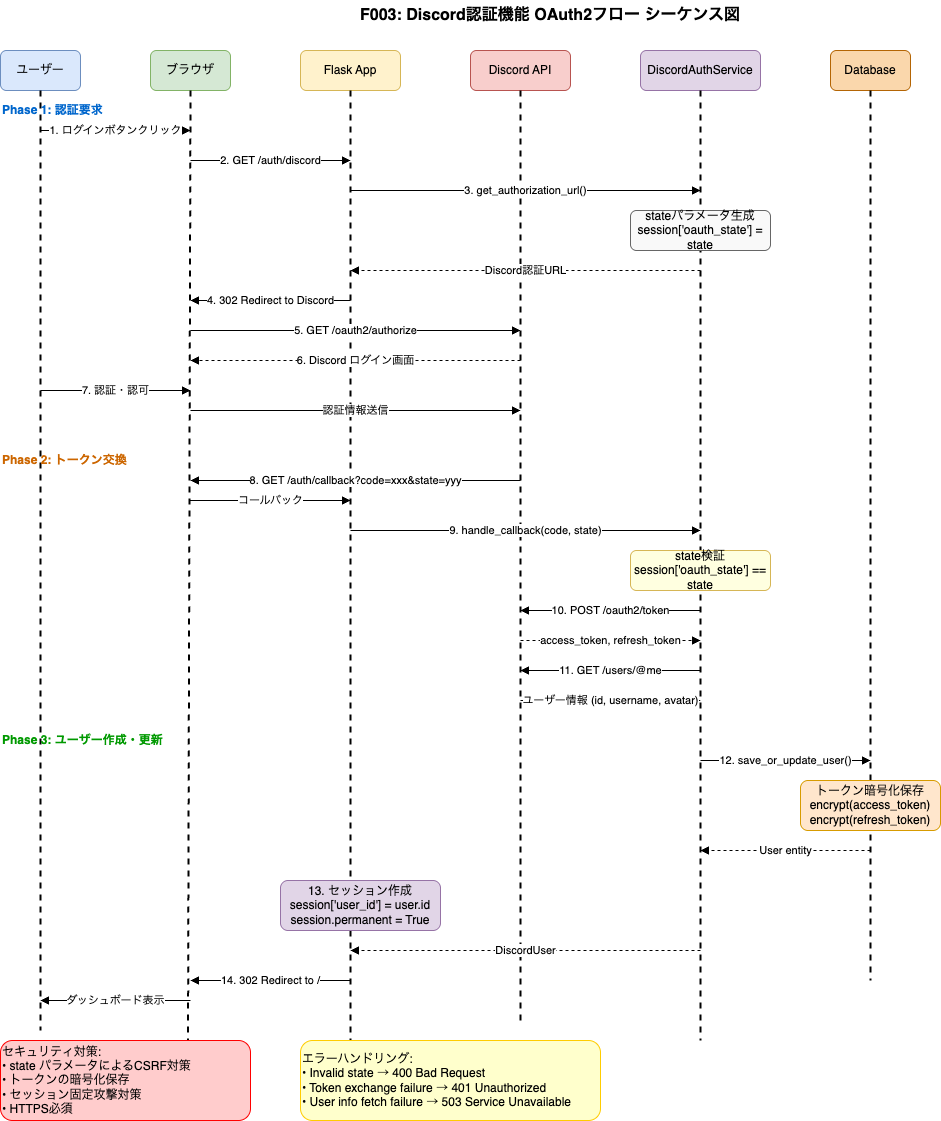 F003: Discord認証機能 OAuth2フロー シーケンス図
ユーザー
ブラウザ
Flask App
Discord API
DiscordAuthService
Database
Phase 1: 認証要求
1. ログインボタンクリック
2. GET /auth/discord
3. get_authorization_url()
stateパラメータ生成
session['oauth_state'] =
state
Discord認証URL
4. 302 Redirect to Discord
5. GET /oauth2/authorize
6. Discord ログイン画面
7. 認証・認可
認証情報送信
Phase 2: トークン交換
8. GET /auth/callback?code=xxx&state=yyy
コールバック
9. handle_callback(code, state)
state検証
session['oauth_state'] ==
state
10. POST /oauth2/token
access_token, refresh_token
11. GET /users/@me
ユーザー情報 (id, username, avatar)
Phase 3: ユーザー作成・更新
12. save_or_update_user()
トークン暗号化保存
encrypt(access_token)
encrypt(refresh_token)
User entity
13. セッション作成
session['user_id'] = user.id
session.permanent = True
DiscordUser
14. 302 Redirect to /
ダッシュボード表示
セキュリティ対策:
• state パラメータによるCSRF対策
• トークンの暗号化保存
• セッション固定攻撃対策
• HTTPS必須
エラーハンドリング:
• Invalid state → 400 Bad Request
• Token exchange failure → 401 Unauthorized
• User info fetch failure → 503 Service Unavailable